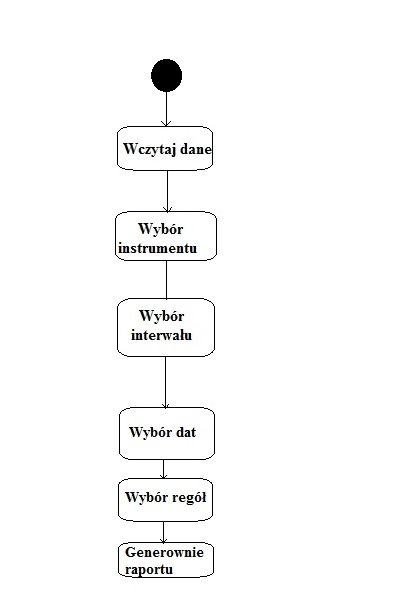 Wczytaj dane
Wybór
instrumentu
Wybór
interwału
Wybór dat
Wybór regół
Generownie
raportu